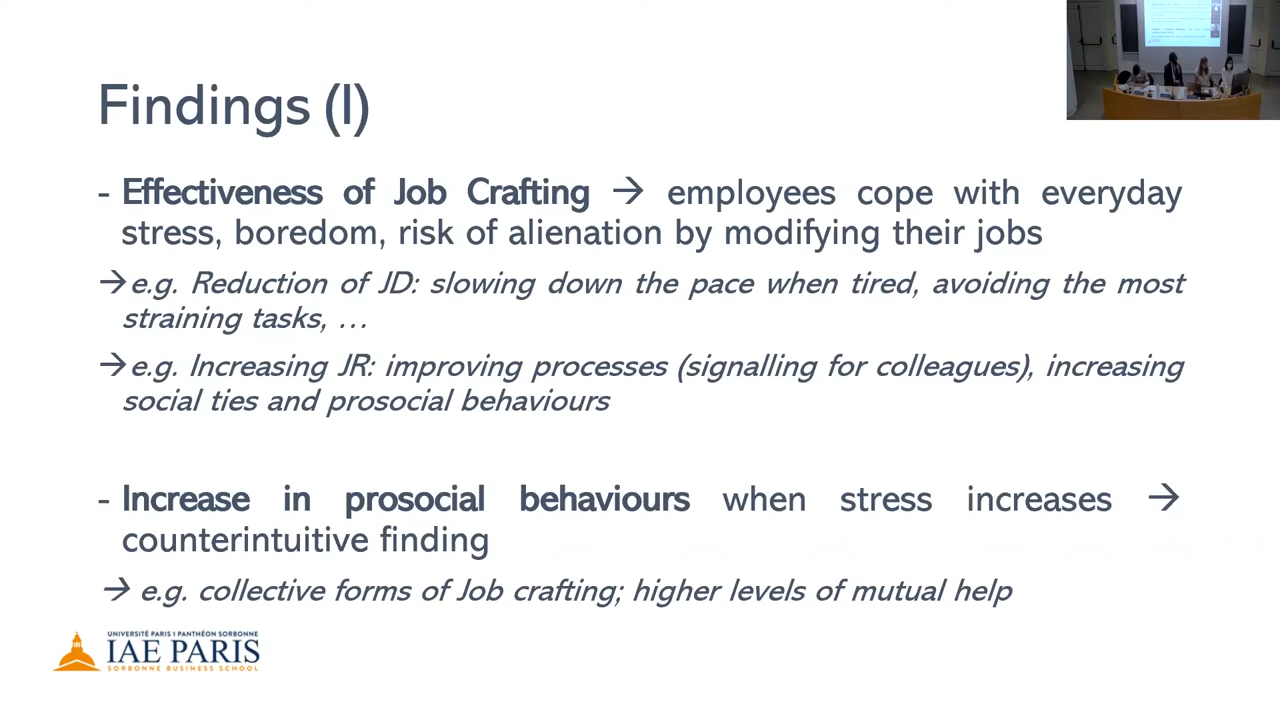 Findings (I)
- Effectiveness of Job Crafting → employees cope with everyday
stress, boredom, risk of alienation by modifying their jobs
→ e.g. Reduction of JD: slowing down the pace when tired, avoiding the most
straining tasks, …
→ e.g. Increasing JR: improving processes (signalling for colleagues), increasing
social ties and prosocial behaviours
- Increase in prosocial behaviours when stress increases →
counterintuitive finding
→ e.g. collective forms of Job crafting; higher levels of mutual help
UNIVERSITÉ PARIS 1 PANTHÉON SORBONNE
IAE PARIS
SORBONNE BUSINESS SCHOOL